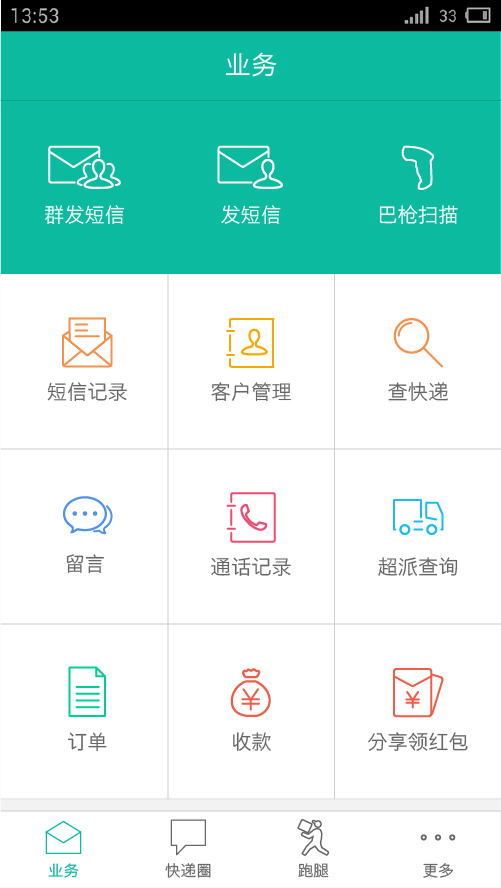 13:53
33
业务
群发短信
发短信
巴枪扫描
短信记录
客户管理
查快递
留言
通话记录
超派查询
订单
收款
分享领红包
业务
快递圈
跑腿
更多